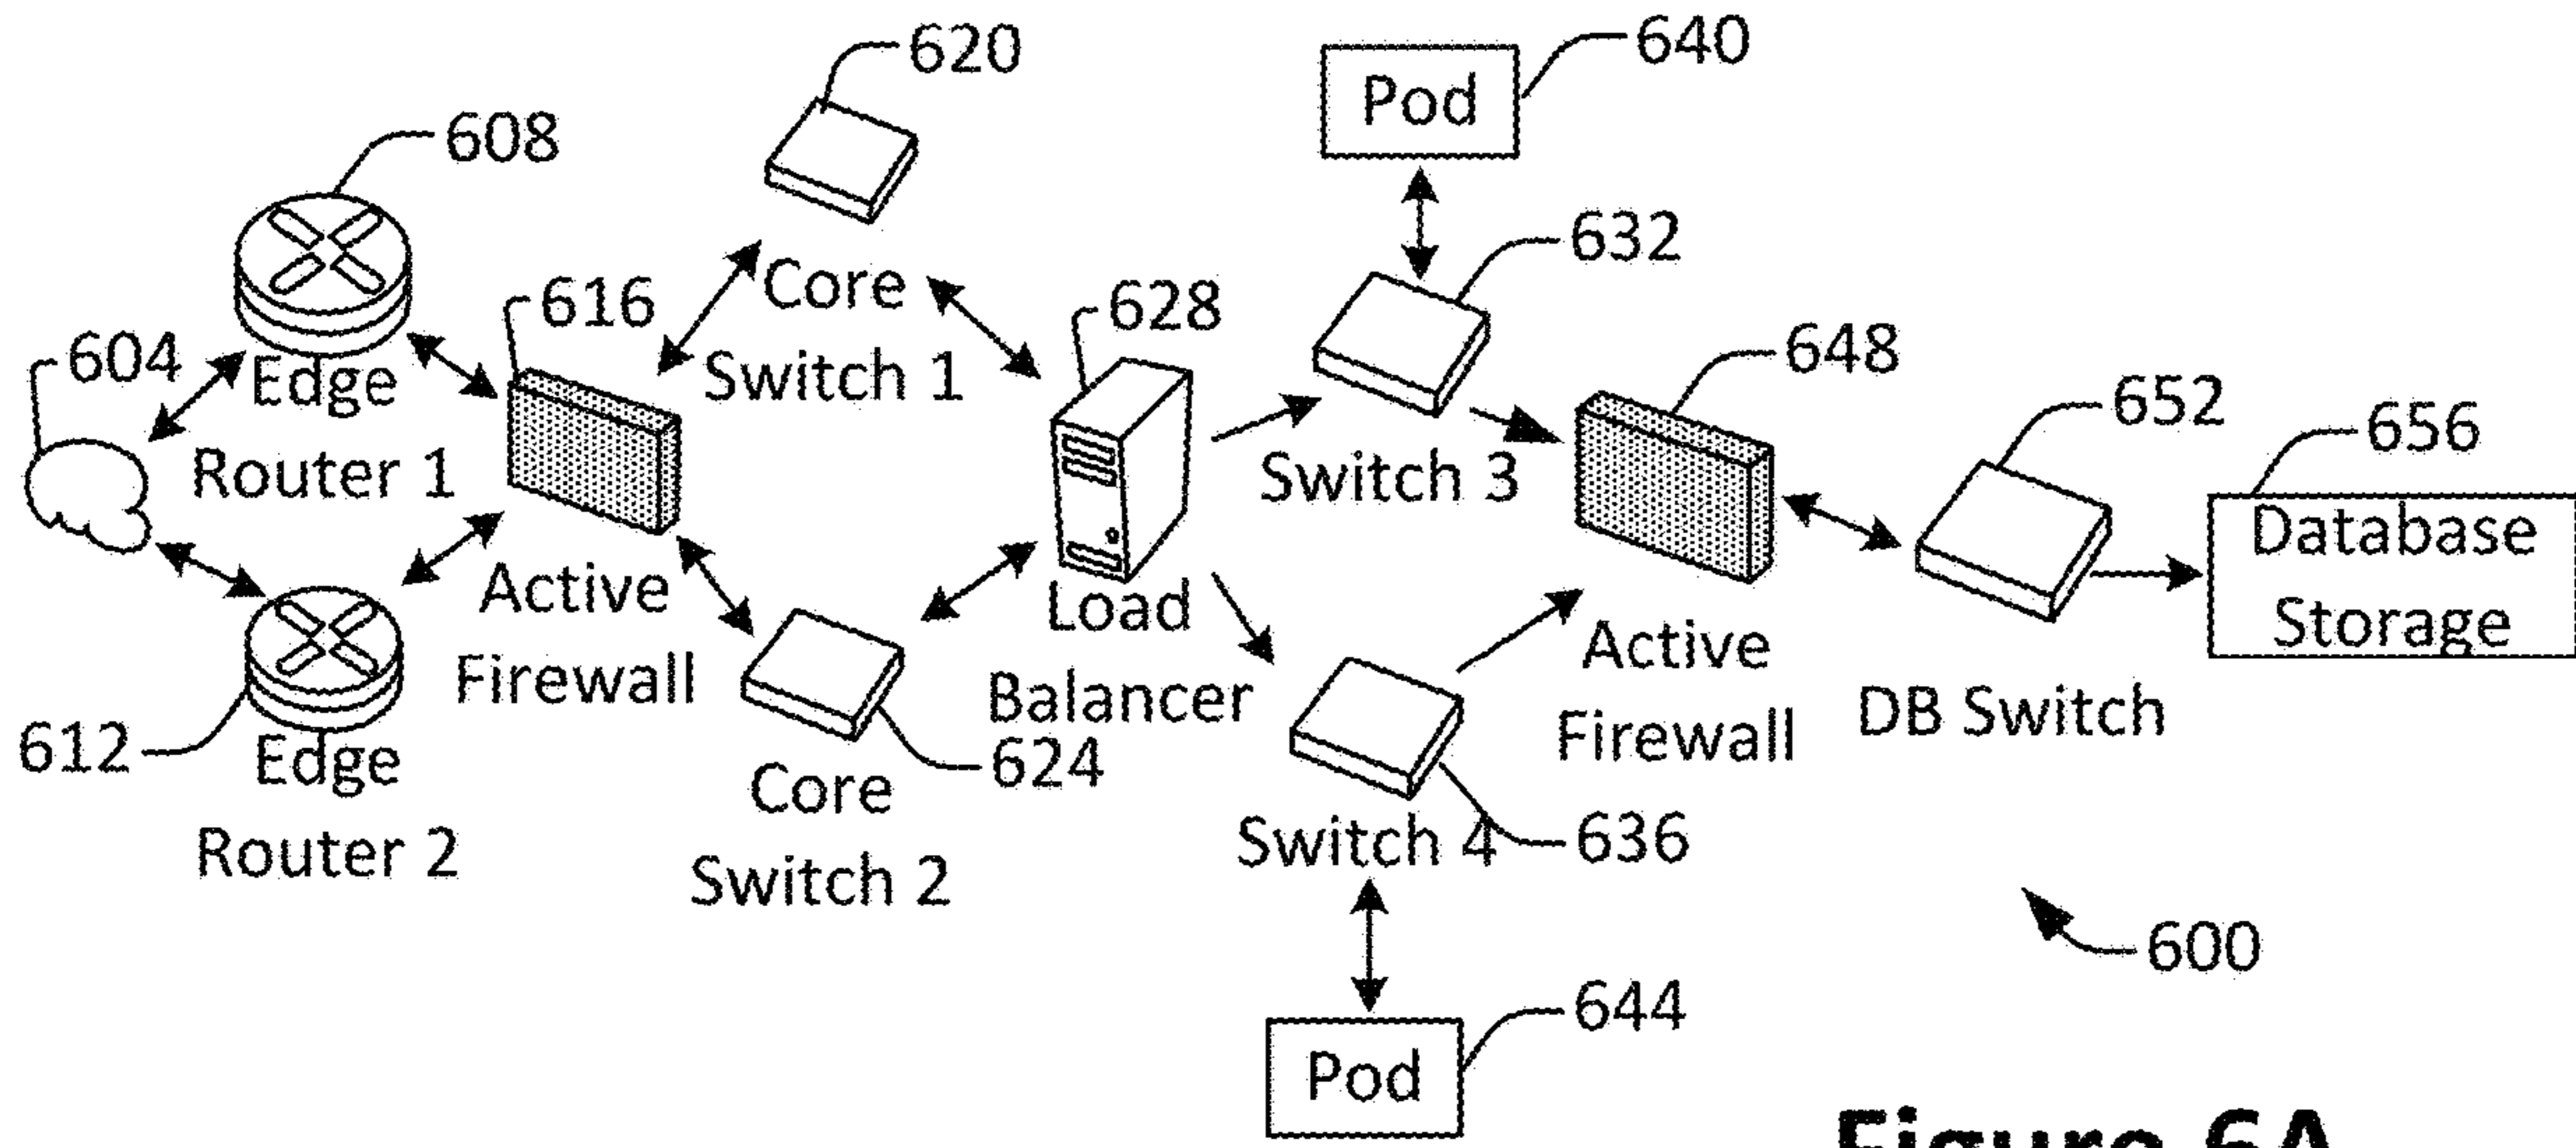 620
640
Pod
608
632
Core
Switch 1
616
628
648
604
Edge
Router 1
652
656
Switch 3
Database
Storage
Active
Firewall
Load
Balancer
Active
Firewall
DB Switch
612
Edge
Router 2
624
Core
Switch 2
Switch 4
636
600
644
Pod
Figure 6A